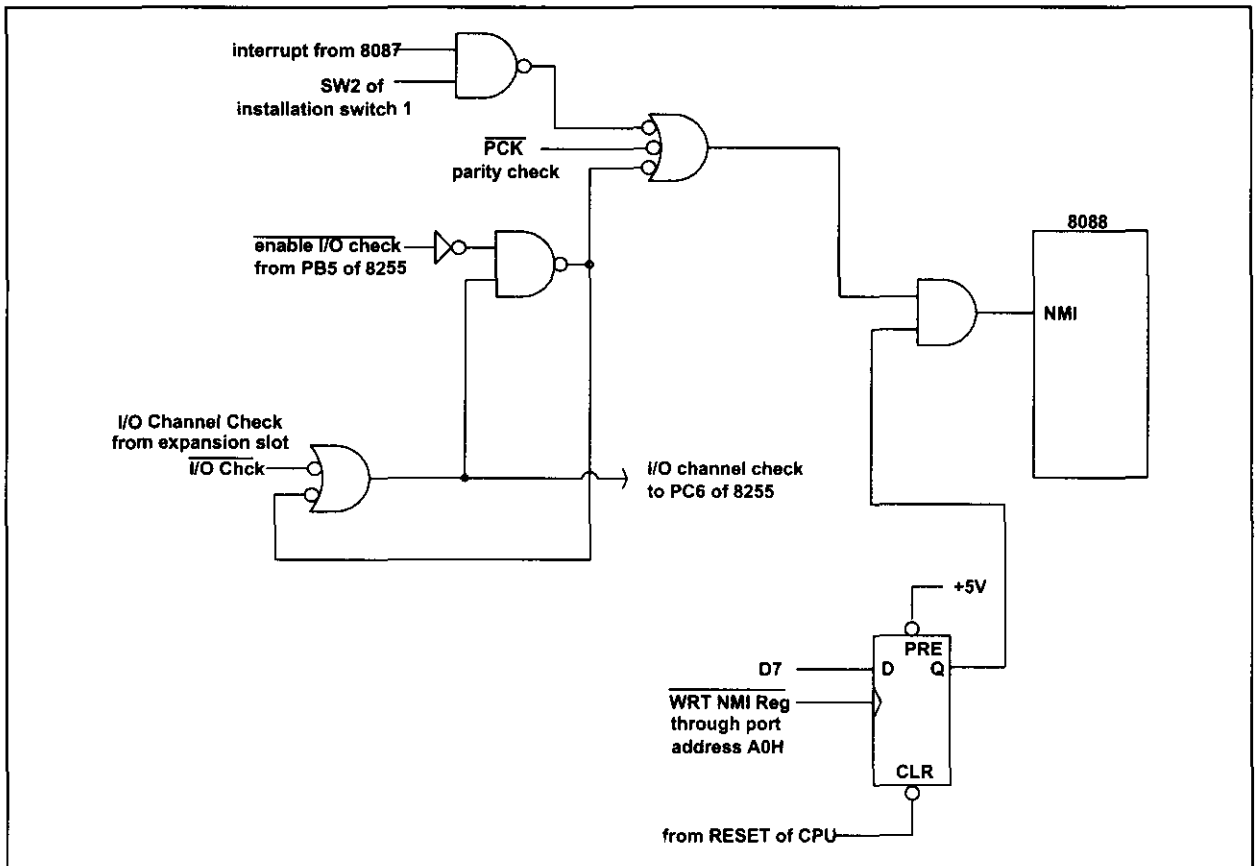 interrupt from 8087
SW2 of
installation switch 1
PCK
parity check
8088
enable I/O check
from PB5 of 8255
NMI
I/O Channel Check
from expansion slot
I/O Chck
I/O channel check
to PC6 of 8255
+5V
PRE
D7
D
Q
WRT NMI Reg
through port
address A0H
CLR
from RESET of CPU